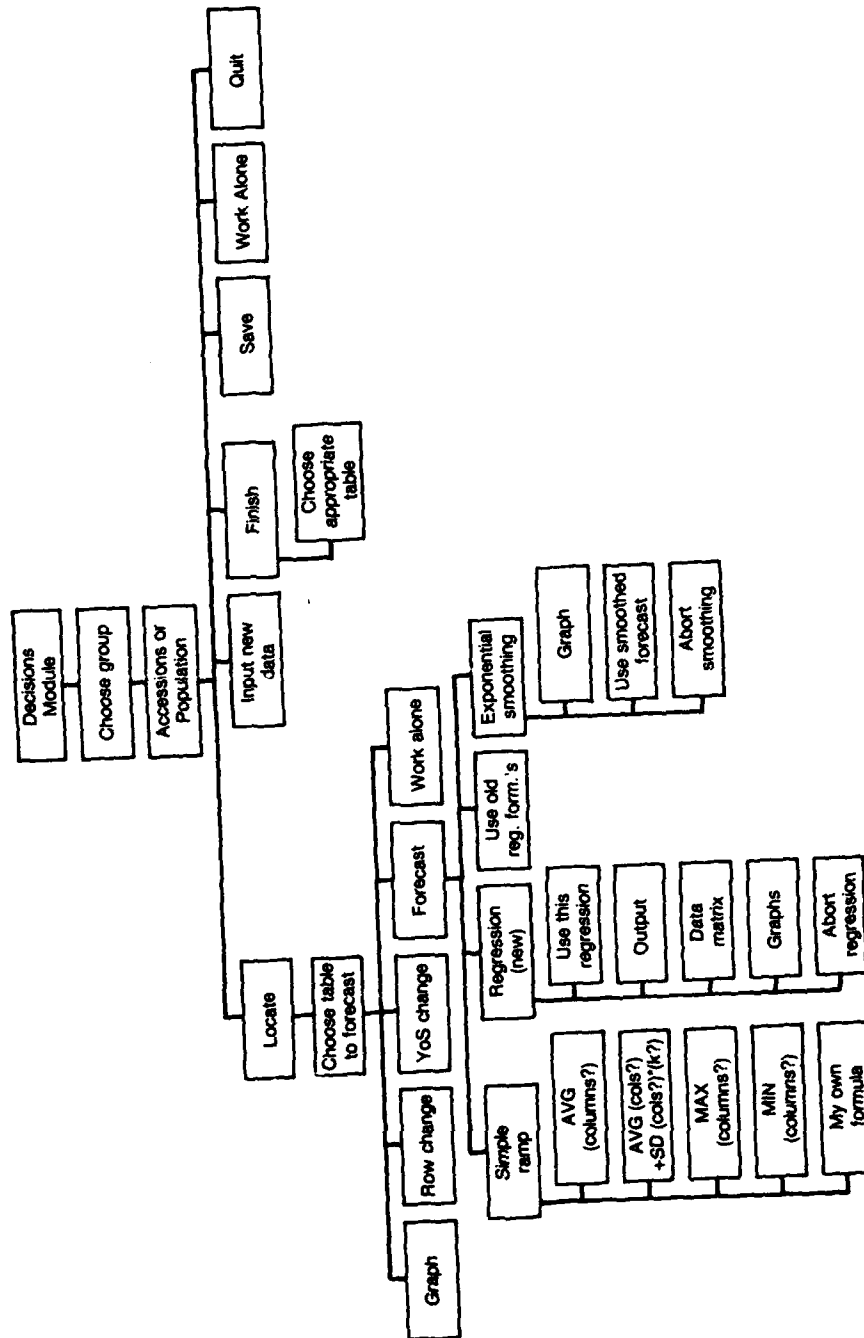 Decisions
Module
Choose group
Accessions or
Population
Locate
Input new
data
Finish
Save
Work Alone
Quit
Choose table
to forecast
Choose
appropriate
table
Graph
Row change
YoS change
Forecast
Work alone
Simple
ramp
Regression
(new)
Use old
reg. form.'s
Exponential
smoothing
AVG
(columns?)
AVG (cols?)
+SD (cols?)*(k?)
MAX
(columns?)
MIN
(columns?)
My own
formula
Use this
regression
Output
Data
matrix
Graphs
Abort
regression
Graph
Use smoothed
forecast
Abort
smoothing